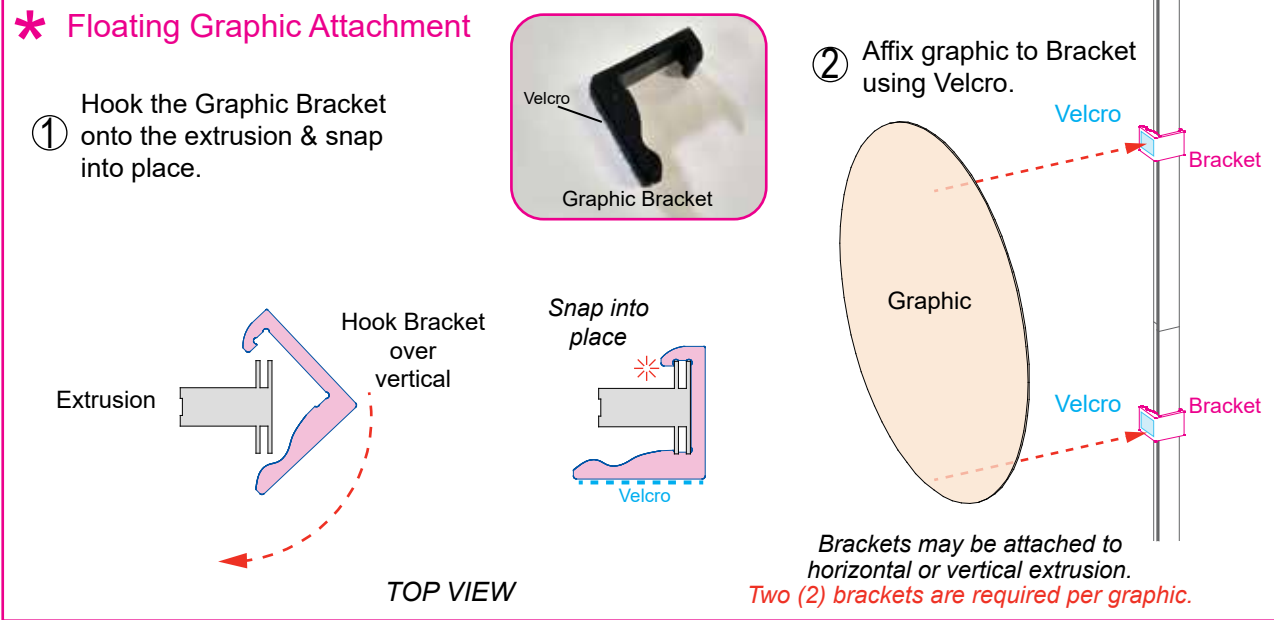 * Floating Graphic Attachment
1 Hook the Graphic Bracket
onto the extrusion & snap
into place.
Velcro
Graphic Bracket
2 Affix graphic to Bracket
using Velcro.
Velcro
Bracket
Graphic
Velcro
Bracket
Extrusion
Hook Bracket
over
vertical
Snap into
place
Velcro
TOP VIEW
Brackets may be attached to
horizontal or vertical extrusion.
Two (2) brackets are required per graphic.